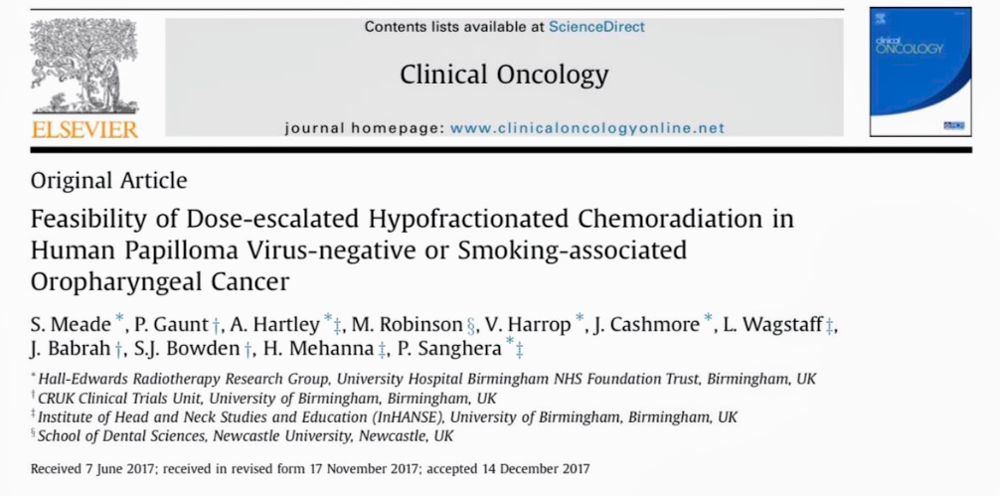 Contents lists available at ScienceDirect
Clinical Oncology
journal homepage: www.clinicaloncologyonline.net
ELSEVIER
clinical
ONCOLOGY
Original Article
Feasibility of Dose-escalated Hypofractionated Chemoradiation in
Human Papilloma Virus-negative or Smoking-associated
Oropharyngeal Cancer
S. Meade *, P. Gaunt †, A. Hartley *‡, M. Robinson §, V. Harrop *, J. Cashmore *, L. Wagstaff ‡,
J. Babrah †, S.J. Bowden †, H. Mehanna ‡, P. Sanghera *‡
* Hall-Edwards Radiotherapy Research Group, University Hospital Birmingham NHS Foundation Trust, Birmingham, UK
† CRUK Clinical Trials Unit, University of Birmingham, Birmingham, UK
‡ Institute of Head and Neck Studies and Education (InHANSE), University of Birmingham, Birmingham, UK
§ School of Dental Sciences, Newcastle University, Newcastle, UK
Received 7 June 2017; received in revised form 17 November 2017; accepted 14 December 2017